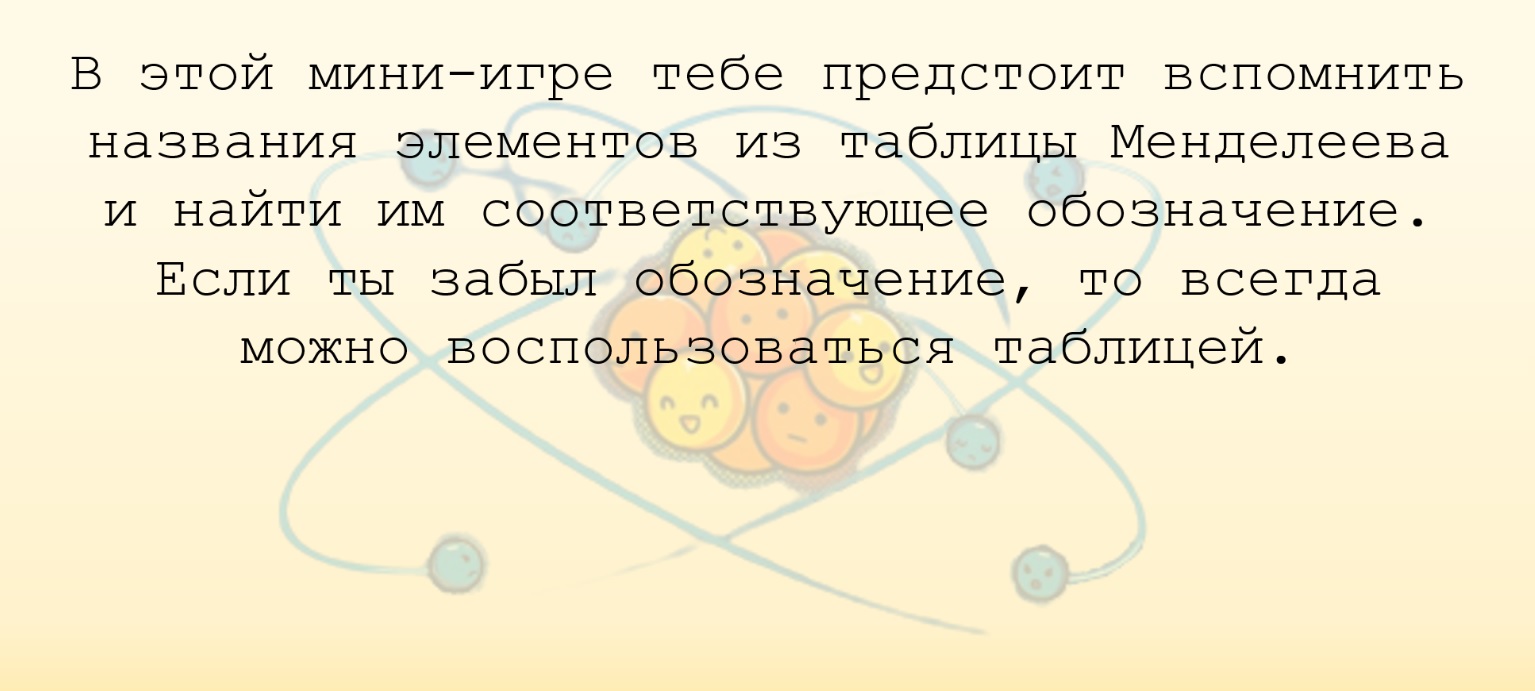 В этой мини-игре тебе предстоит вспомнить
названия элементов из таблицы Менделеева
и найти им соответствующее обозначение.
Если ты забыл обозначение, то всегда
можно воспользоваться таблицей.